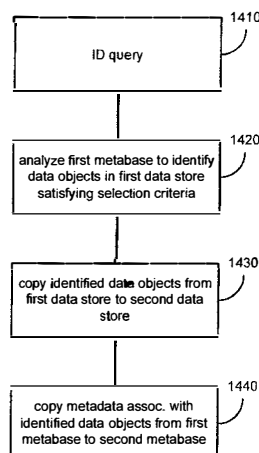 1410
ID query
1420
analyze first metabase to identify
data objects in first data store
satisfying selection criteria
1430
copy identified data objects from
first data store to second data
store
1440
copy metadata assoc. with
identified data objects from first
metabase to second metabase